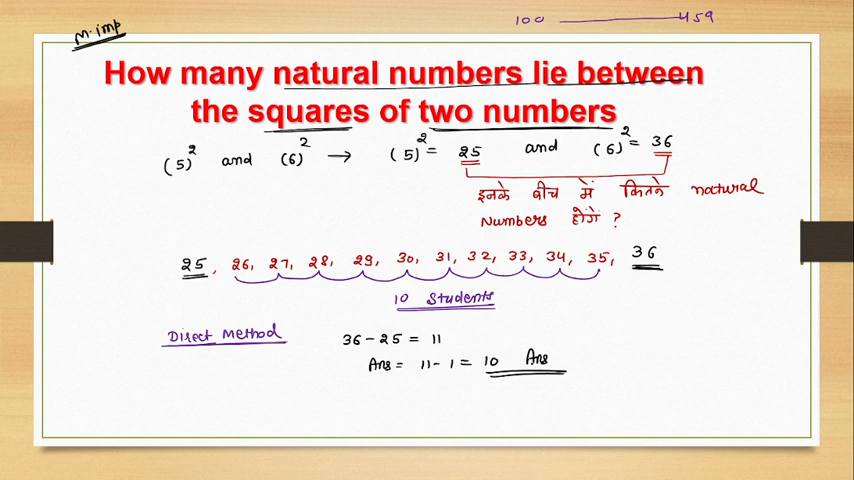 100 ———— 459
M. imp
How many natural numbers lie between
the squares of two numbers
(5)² and (6)² → (5)² = 25 and (6)² = 36
इनके बीच में कितने natural
Numbers होंगे ?
25, 26, 27, 28, 29, 30, 31, 32, 33, 34, 35, 36
10 Students
Direct Method
36 - 25 = 11
Ans = 11 - 1 = 10 Ans